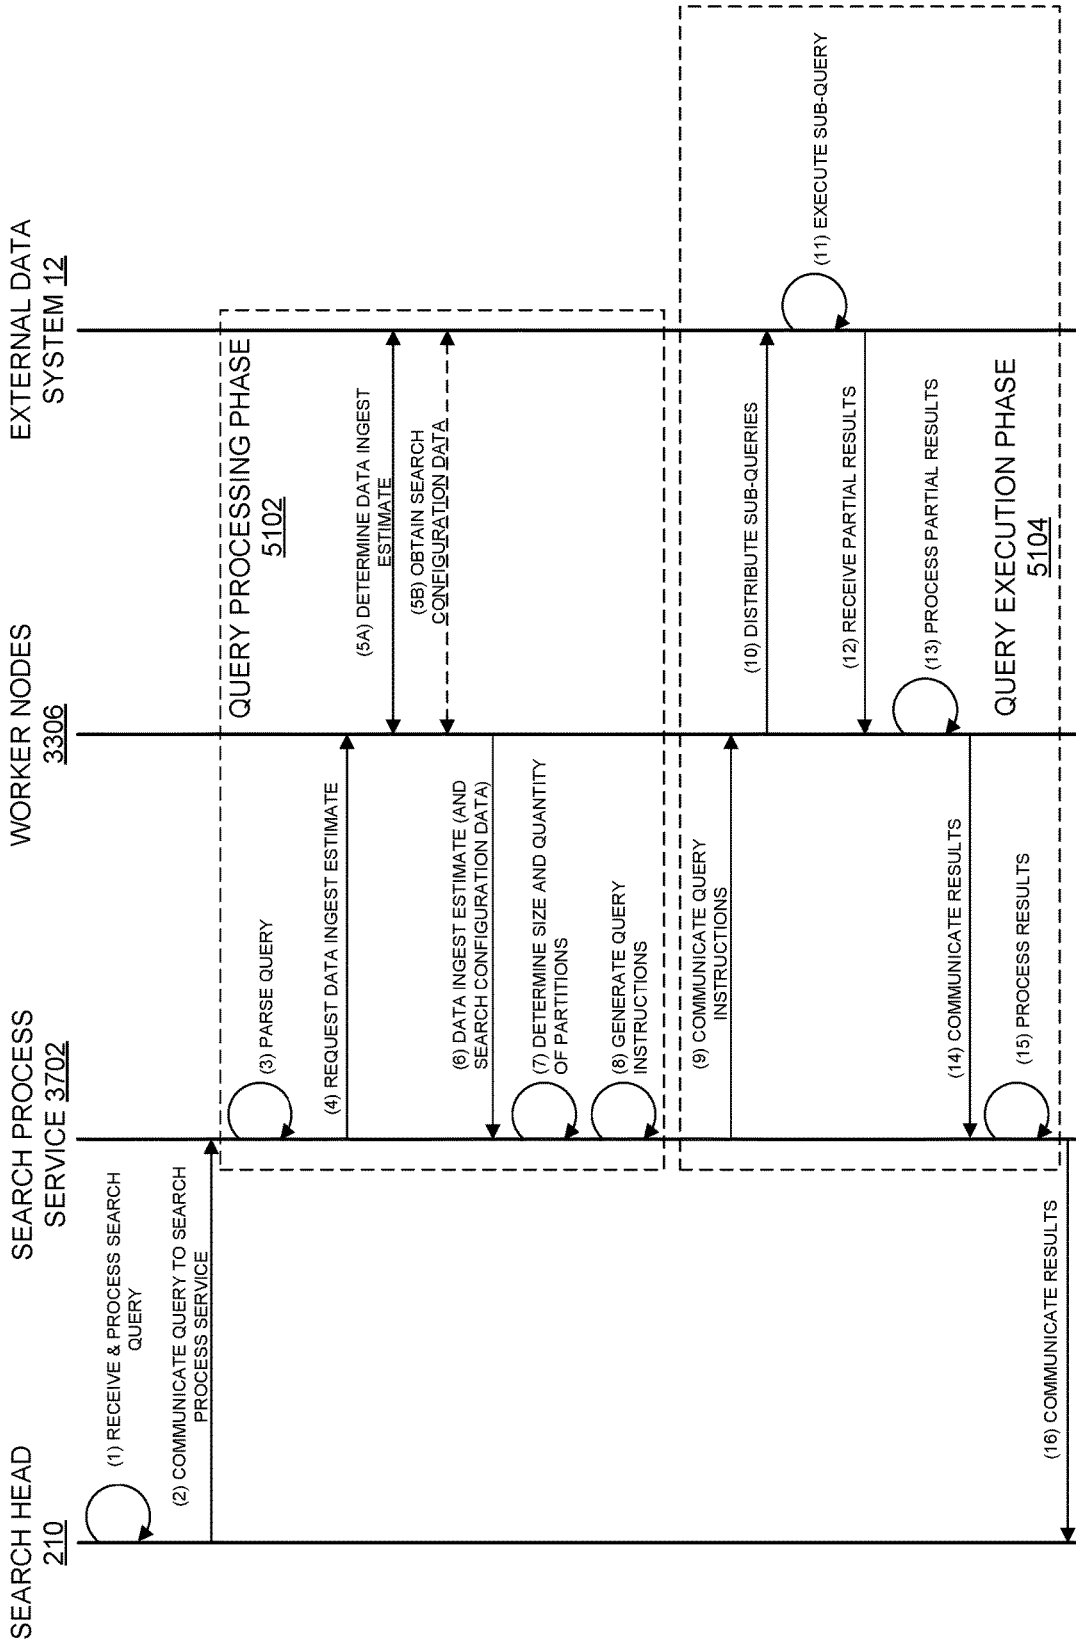 SEARCH HEAD
210
SEARCH PROCESS
SERVICE 3702
WORKER NODES
3306
EXTERNAL DATA
SYSTEM 12
(1) RECEIVE & PROCESS SEARCH
QUERY
(2) COMMUNICATE QUERY TO SEARCH
PROCESS SERVICE
QUERY PROCESSING PHASE
5102
(3) PARSE QUERY
(4) REQUEST DATA INGEST ESTIMATE
(5A) DETERMINE DATA INGEST
ESTIMATE
(5B) OBTAIN SEARCH
CONFIGURATION DATA
(6) DATA INGEST ESTIMATE (AND
SEARCH CONFIGURATION DATA)
(7) DETERMINE SIZE AND QUANTITY
OF PARTITIONS
(8) GENERATE QUERY
INSTRUCTIONS
(9) COMMUNICATE QUERY
INSTRUCTIONS
(10) DISTRIBUTE SUB-QUERIES
(11) EXECUTE SUB-QUERY
(12) RECEIVE PARTIAL RESULTS
(13) PROCESS PARTIAL RESULTS
(14) COMMUNICATE RESULTS
(15) PROCESS RESULTS
QUERY EXECUTION PHASE
5104
(16) COMMUNICATE RESULTS